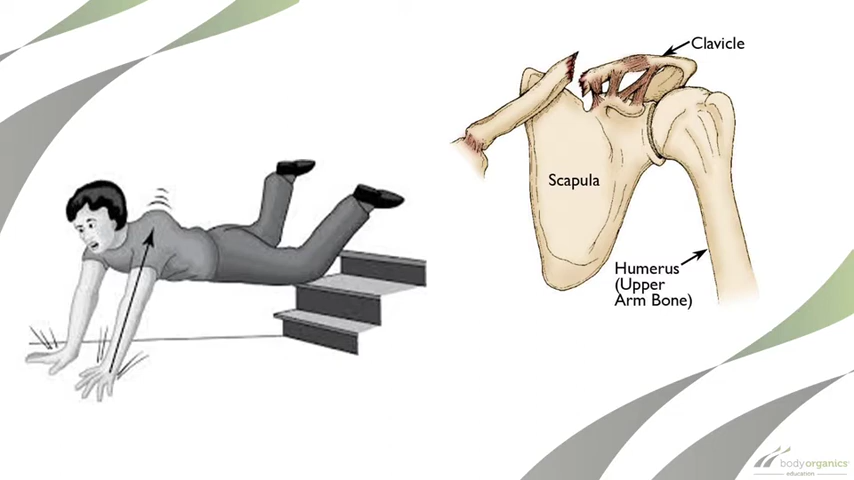 Clavicle
Scapula
Humerus
(Upper
Arm Bone)
bodyorganics
education